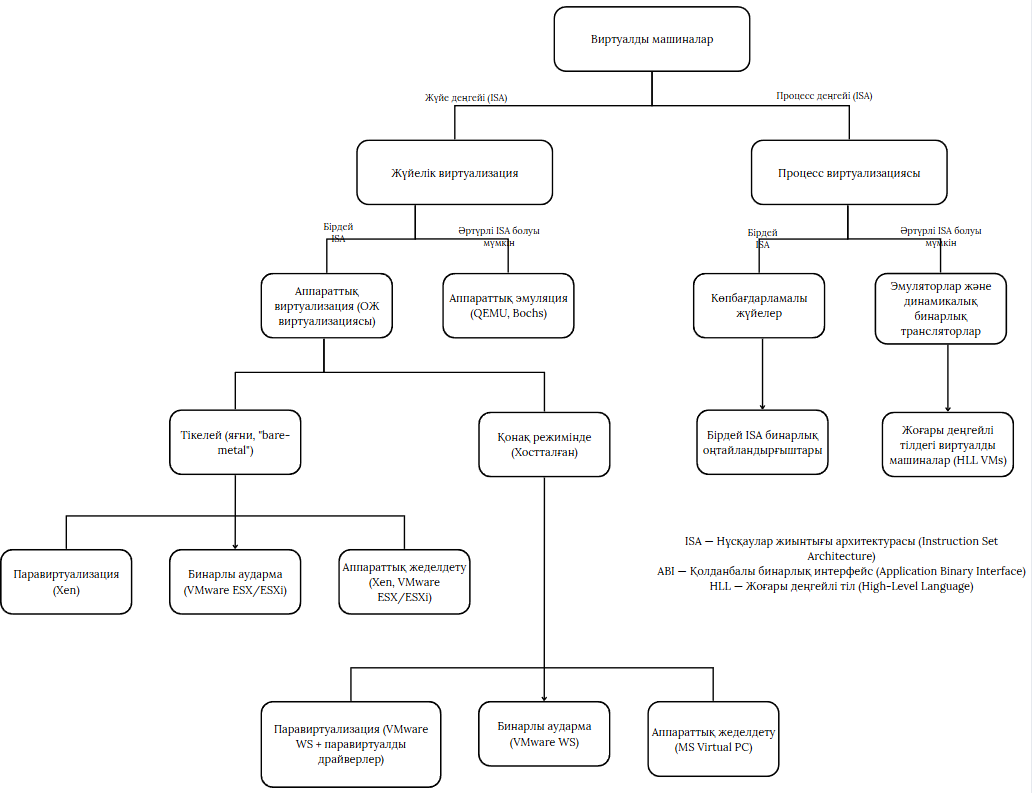 Виртуалды машиналар
Жүйе деңгейі (ISA)
Процесс деңгейі (ISA)
Жүйелік виртуализация
Процесс виртуализациясы
Бірдей
ISA
Әртүрлі ISA болуы
мүмкін
Бірдей
ISA
Әртүрлі ISA болуы
мүмкін
Аппараттық
виртуализация (ОЖ
виртуализациясы)
Аппараттық эмуляция
(QEMU, Bochs)
Көпбағдарламалы
жүйелер
Эмуляторлар және
динамикалық
бинарлық
трансляторлар
Тікелей (яғни, "bare-
metal")
Қонақ режимінде
(Хостталған)
Бірдей ISA бинарлық
оңтайландырғыштары
Жоғары деңгейлі
тілдегі виртуалды
машиналар (HLL VMs)
Паравиртуализация
(Xen)
Бинарлы аударма
(VMware ESX/ESXi)
Аппараттық жеделдету
(Xen, VMware
ESX/ESXi)
ISA — Нұсқаулар жиынтығы архитектурасы (Instruction Set
Architecture)
ABI — Қолданбалы бинарлық интерфейс (Application Binary Interface)
HLL — Жоғары деңгейлі тіл (High-Level Language)
Паравиртуализация (VMware
WS + паравиртуалды
драйверлер)
Бинарлы аударма
(VMware WS)
Аппараттық жеделдету
(MS Virtual PC)